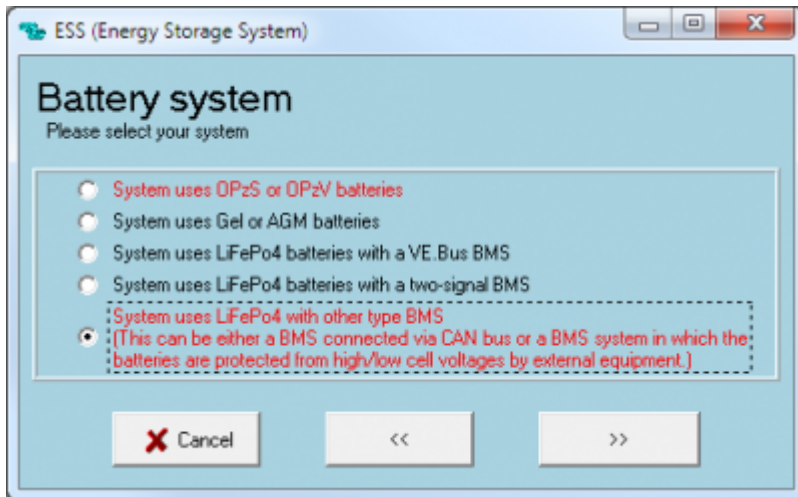 ESS (Energy Storage System)
Battery system
Please select your system
System uses OPzS or OPzV batteries
System uses Gel or AGM batteries
System uses LiFePo4 batteries with a VE.Bus BMS
System uses LiFePo4 batteries with a two-signal BMS
System uses LiFePo4 with other type BMS
(This can be either a BMS connected via CAN bus or a BMS system in which the
batteries are protected from high/low cell voltages by external equipment.)
Cancel
<<
>>